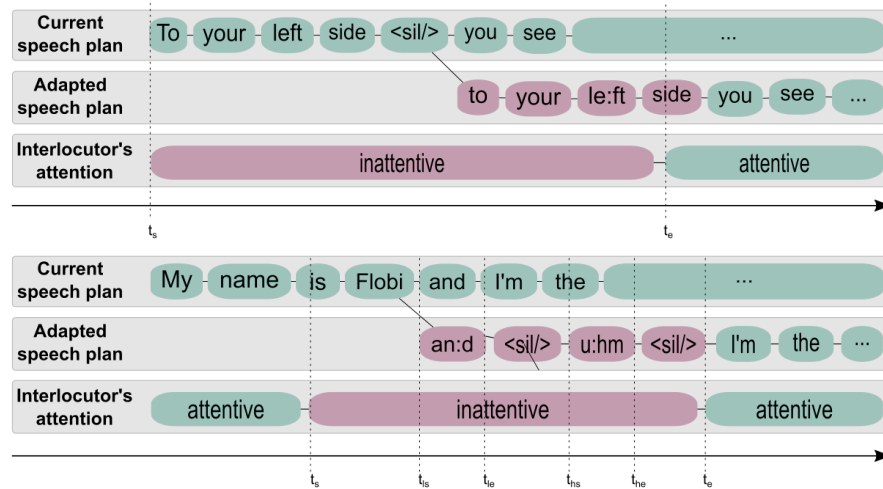 Current speech plan To your left side <sil/> you see ...
Adapted speech plan to your le:ft side you see ...
Interlocutor's attention inattentive attentive
ts te
Current speech plan My name is Flobi and I'm the ...
Adapted speech plan an:d <sil/> u:hm <sil/> I'm the ...
Interlocutor's attention attentive inattentive attentive
ts tls tle ths the te